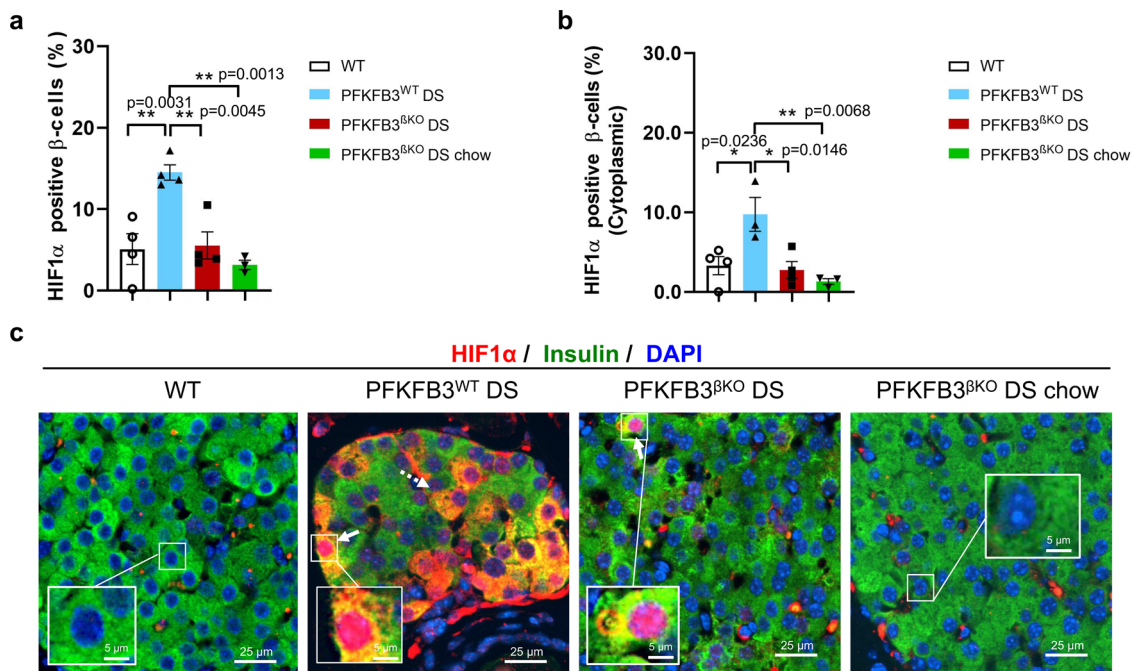 a
HIF1α positive β-cells (%)
30
20
10
0
** p=0.0013
p=0.0031
** ** p=0.0045
WT
PFKFB3ᵂᵀ DS
PFKFB3ᵝᴷᴼ DS
PFKFB3ᵝᴷᴼ DS chow
b
HIF1α positive β-cells (%)
(Cytoplasmic)
30.0
20.0
10.0
0.0
** p=0.0068
p=0.0236
* * p=0.0146
WT
PFKFB3ᵂᵀ DS
PFKFB3ᵝᴷᴼ DS
PFKFB3ᵝᴷᴼ DS chow
c
HIF1α / Insulin / DAPI
WT
PFKFB3ᵂᵀ DS
PFKFB3ᵝᴷᴼ DS
PFKFB3ᵝᴷᴼ DS chow
5 µm
25 µm
5 µm
25 µm
5 µm
25 µm
5 µm
25 µm